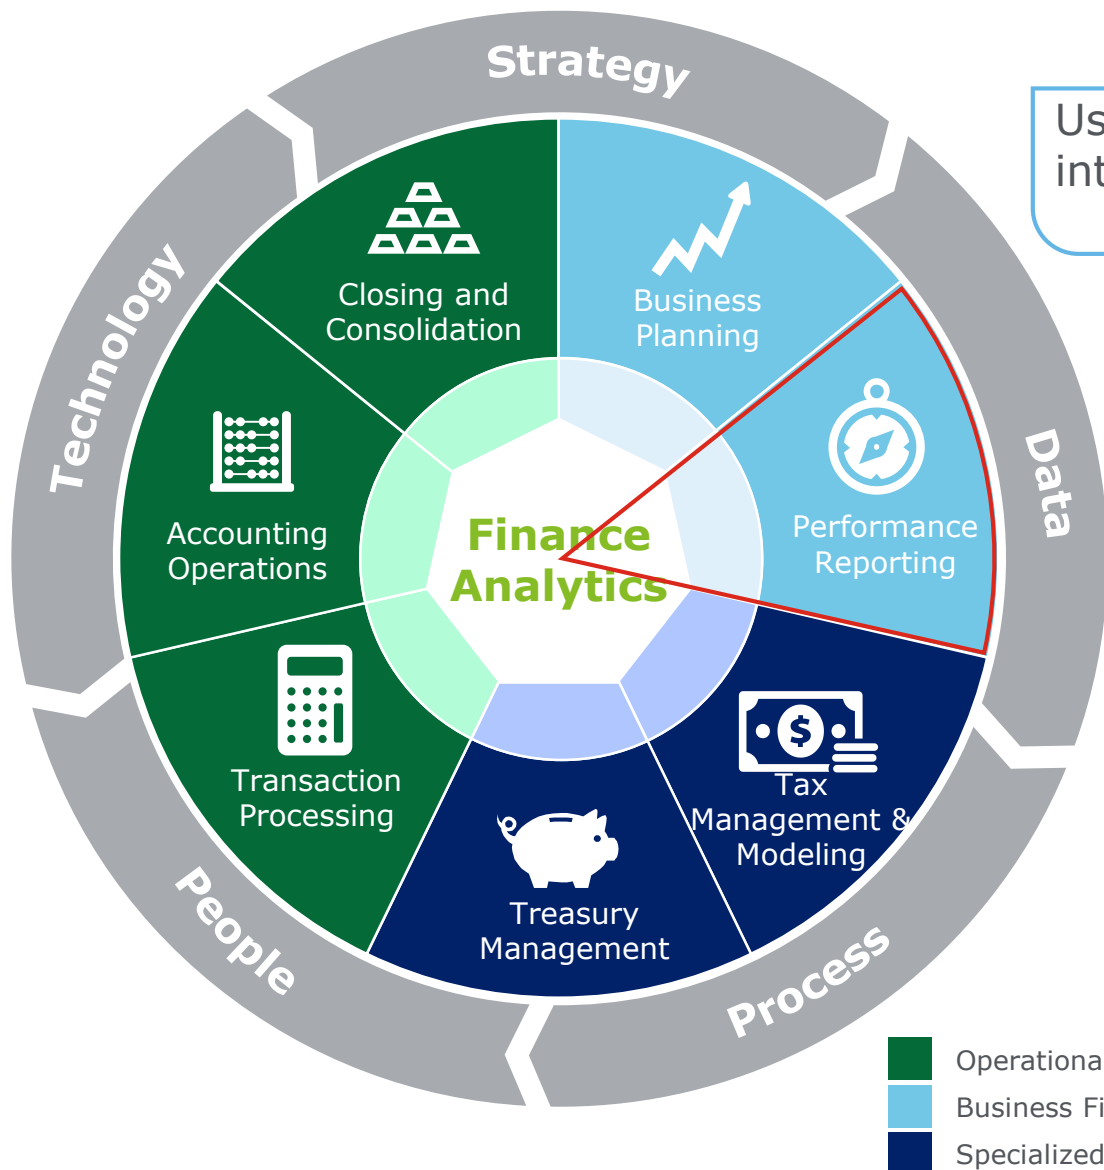 Strategy
Us
int
Technology
Closing and
Consolidation
Business
Planning
Data
Accounting
Operations
Finance
Analytics
Performance
Reporting
Transaction
Processing
Tax
Management &
Modeling
Treasury
Management
People
Process
Operationa
Business Fi
Specialized